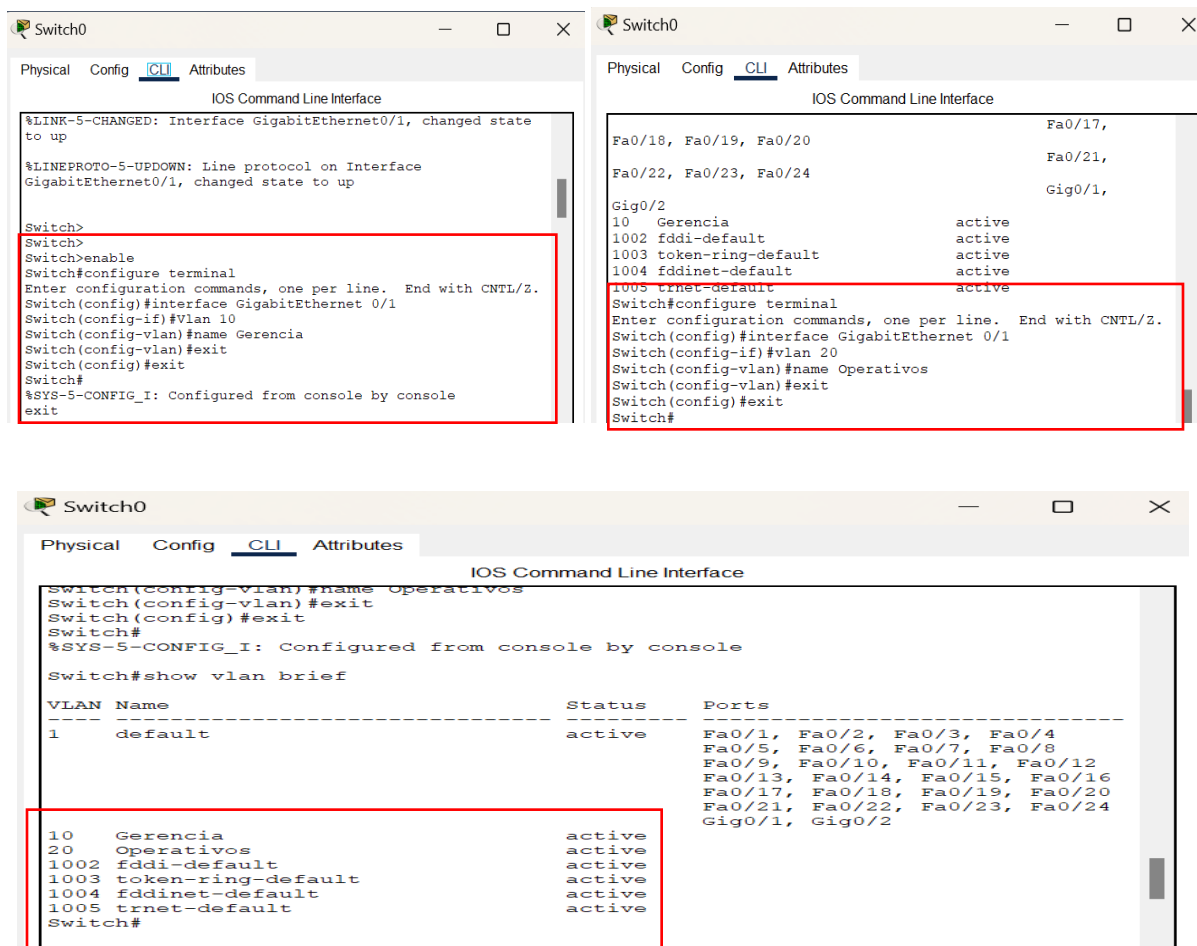 Switch0
Physical Config CLI Attributes
IOS Command Line Interface
%LINK-5-CHANGED: Interface GigabitEthernet0/1, changed state
to up
%LINEPROTO-5-UPDOWN: Line protocol on Interface
GigabitEthernet0/1, changed state to up
Switch>
Switch>
Switch>enable
Switch#configure terminal
Enter configuration commands, one per line.  End with CNTL/Z.
Switch(config)#interface GigabitEthernet 0/1
Switch(config-if)#Vlan 10
Switch(config-vlan)#name Gerencia
Switch(config-vlan)#exit
Switch(config)#exit
Switch#
%SYS-5-CONFIG_I: Configured from console by console
exit
Switch0
Physical Config CLI Attributes
IOS Command Line Interface
Fa0/17,
Fa0/18, Fa0/19, Fa0/20
Fa0/21,
Fa0/22, Fa0/23, Fa0/24
Gig0/1,
Gig0/2
10 Gerencia active
1002 fddi-default active
1003 token-ring-default active
1004 fddinet-default active
1005 trnet-default active
Switch#configure terminal
Enter configuration commands, one per line.  End with CNTL/Z.
Switch(config)#interface GigabitEthernet 0/1
Switch(config-if)#vlan 20
Switch(config-vlan)#name Operativos
Switch(config-vlan)#exit
Switch(config)#exit
Switch#
Switch0
Physical Config CLI Attributes
IOS Command Line Interface
Switch(config-vlan)#name Operativos
Switch(config-vlan)#exit
Switch(config)#exit
Switch#
%SYS-5-CONFIG_I: Configured from console by console
Switch#show vlan brief
VLAN Name Status Ports
---- -------------------------------- --------- -------------------------------
1 default active Fa0/1, Fa0/2, Fa0/3, Fa0/4
Fa0/5, Fa0/6, Fa0/7, Fa0/8
Fa0/9, Fa0/10, Fa0/11, Fa0/12
Fa0/13, Fa0/14, Fa0/15, Fa0/16
Fa0/17, Fa0/18, Fa0/19, Fa0/20
Fa0/21, Fa0/22, Fa0/23, Fa0/24
Gig0/1, Gig0/2
10 Gerencia active
20 Operativos active
1002 fddi-default active
1003 token-ring-default active
1004 fddinet-default active
1005 trnet-default active
Switch#